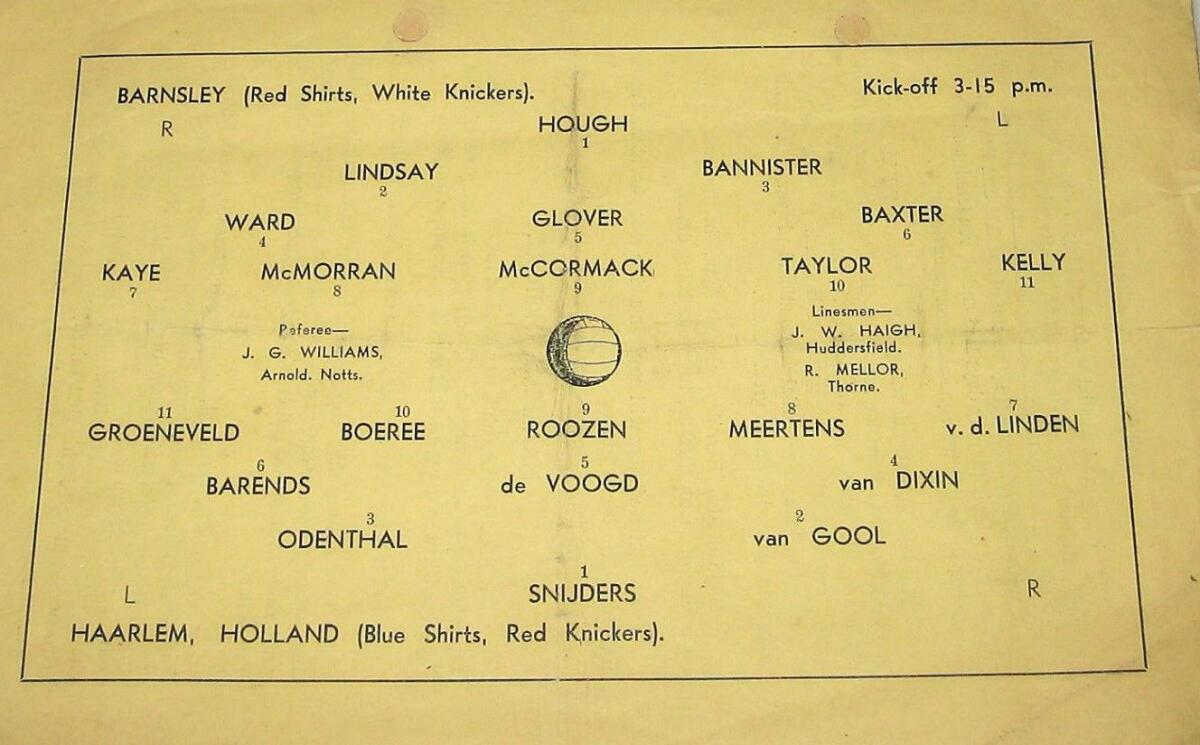 BARNSLEY (Red Shirts, White Knickers). Kick-off 3-15 p.m.
R L
HOUGH
1
LINDSAY BANNISTER
2 3
WARD GLOVER BAXTER
4 5 6
KAYE McMORRAN McCORMACK TAYLOR KELLY
7 8 9 10 11
Peferee—
J. G. WILLIAMS,
Arnold. Notts.
Linesmen—
J. W. HAIGH,
Huddersfield.
R. MELLOR,
Thorne.
11 10 9 8 7
GROENEVELD BOEREE ROOZEN MEERTENS v. d. LINDEN
6 5 4
BARENDS de VOOGD van DIXIN
3 2
ODENTHAL van GOOL
1
L SNIJDERS R
HAARLEM, HOLLAND (Blue Shirts, Red Knickers).